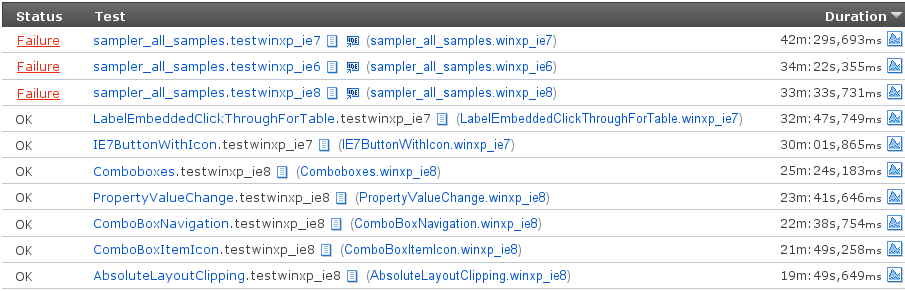 Status Test Duration
Failure sampler_all_samples.testwinxp_ie7 (sampler_all_samples.winxp_ie7) 42m:29s,693ms
Failure sampler_all_samples.testwinxp_ie6 (sampler_all_samples.winxp_ie6) 34m:22s,355ms
Failure sampler_all_samples.testwinxp_ie8 (sampler_all_samples.winxp_ie8) 33m:33s,731ms
OK LabelEmbeddedClickThroughForTable.testwinxp_ie7 (LabelEmbeddedClickThroughForTable.winxp_ie7) 32m:47s,749ms
OK IE7ButtonWithIcon.testwinxp_ie7 (IE7ButtonWithIcon.winxp_ie7) 30m:01s,865ms
OK Comboboxes.testwinxp_ie8 (Comboboxes.winxp_ie8) 25m:24s,183ms
OK PropertyValueChange.testwinxp_ie8 (PropertyValueChange.winxp_ie8) 23m:41s,646ms
OK ComboBoxNavigation.testwinxp_ie8 (ComboBoxNavigation.winxp_ie8) 22m:38s,754ms
OK ComboBoxItemIcon.testwinxp_ie8 (ComboBoxItemIcon.winxp_ie8) 21m:49s,258ms
OK AbsoluteLayoutClipping.testwinxp_ie8 (AbsoluteLayoutClipping.winxp_ie8) 19m:49s,649ms